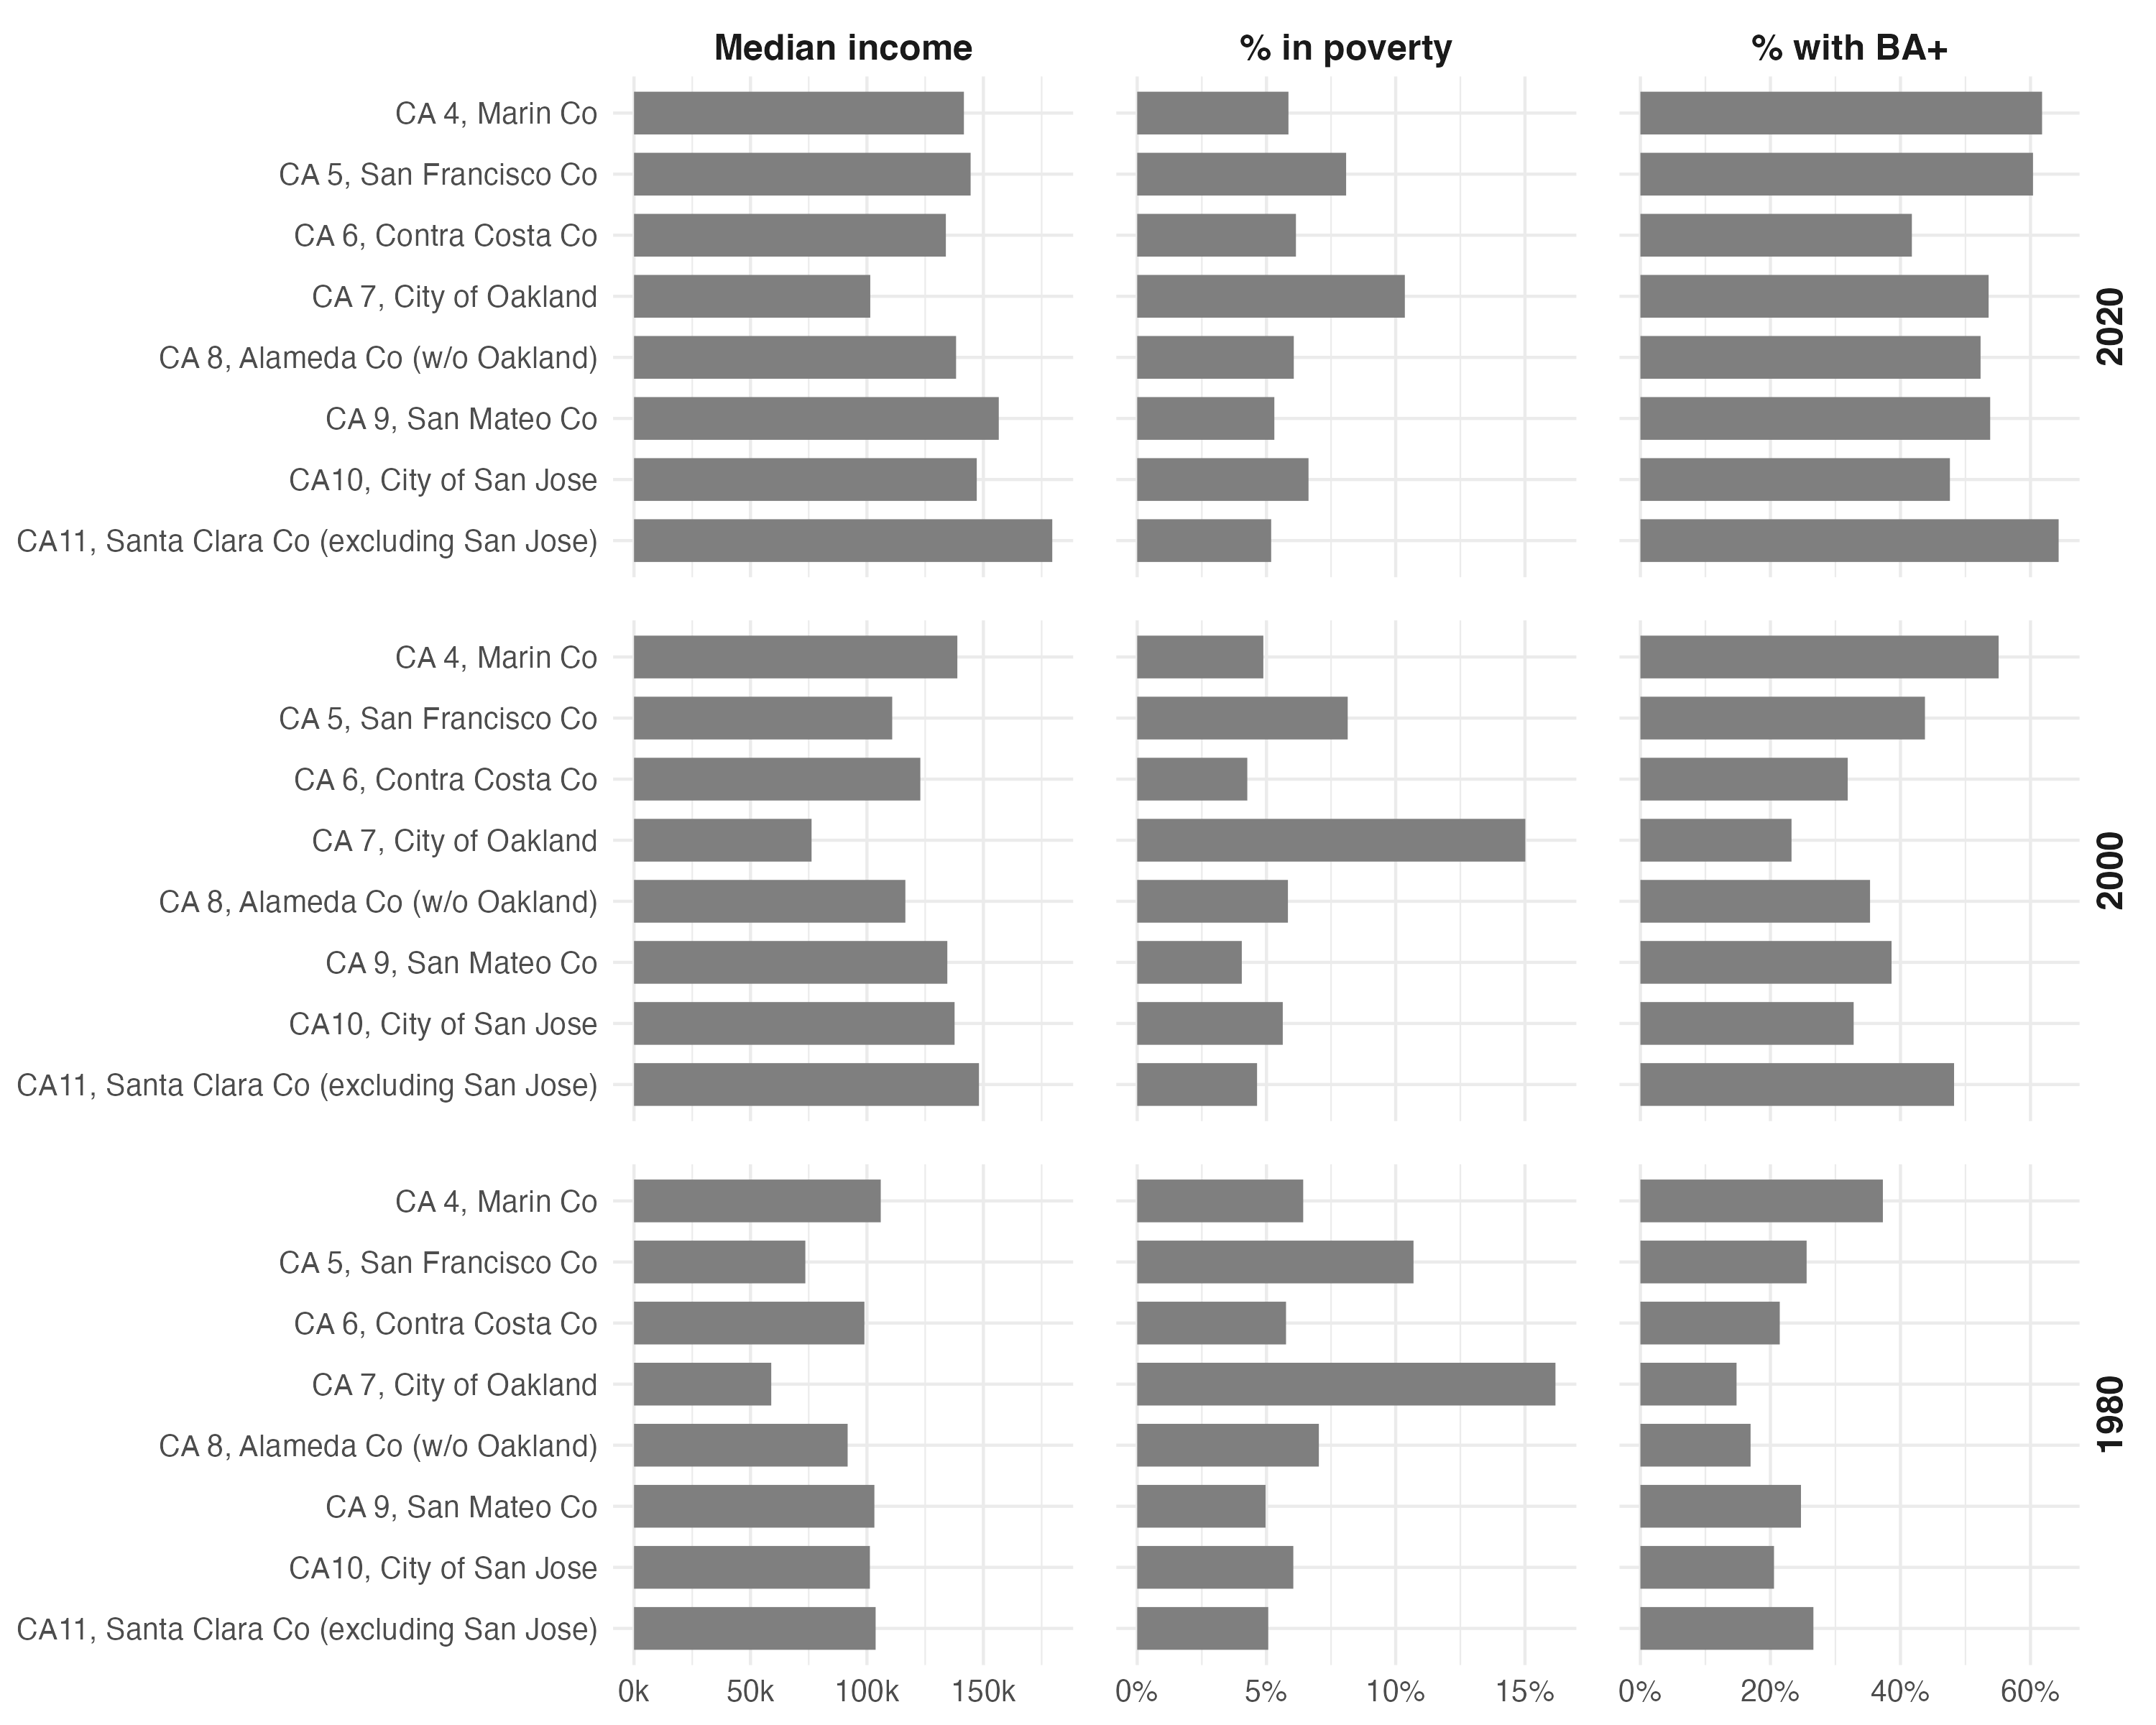 Median income
% in poverty
% with BA+
CA 4, Marin Co
CA 5, San Francisco Co
CA 6, Contra Costa Co
CA 7, City of Oakland
CA 8, Alameda Co (w/o Oakland)
CA 9, San Mateo Co
CA10, City of San Jose
CA11, Santa Clara Co (excluding San Jose)
2020
CA 4, Marin Co
CA 5, San Francisco Co
CA 6, Contra Costa Co
CA 7, City of Oakland
CA 8, Alameda Co (w/o Oakland)
CA 9, San Mateo Co
CA10, City of San Jose
CA11, Santa Clara Co (excluding San Jose)
2000
CA 4, Marin Co
CA 5, San Francisco Co
CA 6, Contra Costa Co
CA 7, City of Oakland
CA 8, Alameda Co (w/o Oakland)
CA 9, San Mateo Co
CA10, City of San Jose
CA11, Santa Clara Co (excluding San Jose)
1980
0k 50k 100k 150k
0% 5% 10% 15%
0% 20% 40% 60%